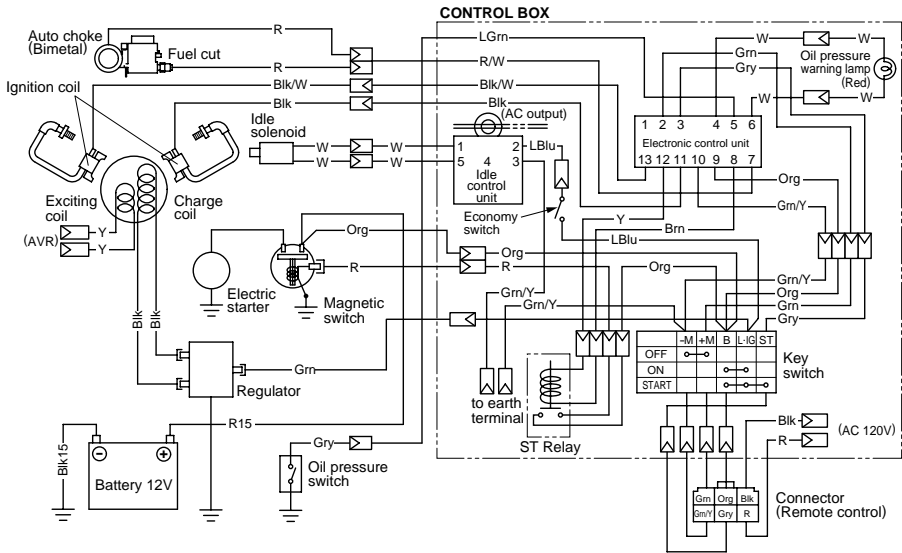 CONTROL BOX
Auto choke
(Bimetal)
Fuel cut
R
R
LGrn
R/W
W
Grn
Gry
W
W
Oil pressure
warning lamp
(Red)
W
W
Ignition coil
Blk/W
Blk/W
Blk
Blk
(AC output)
Idle
solenoid
W
W
W
W
1 2
5 4 3
Idle
control
unit
LBlu
1 2 3 4 5 6
Electronic control unit
13 12 11 10 9 8 7
Org
Grn/Y
Exciting
coil
Charge
coil
(AVR)
Y
Y
Economy
switch
Y
Brn
LBlu
Org
Org
R
R
Org
Electric
starter
Magnetic
switch
Grn/Y
Grn/Y
Grn/Y
Org
Grn
Gry
Blk
Blk
Regulator
Grn
-M +M B L·IG ST
OFF
ON
START
Key
switch
to earth
terminal
ST Relay
R15
Blk15
Battery 12V
Gry
Oil pressure
switch
Blk
R
(AC 120V)
Grn Org Blk
Grn/Y Gry R
Connector
(Remote control)